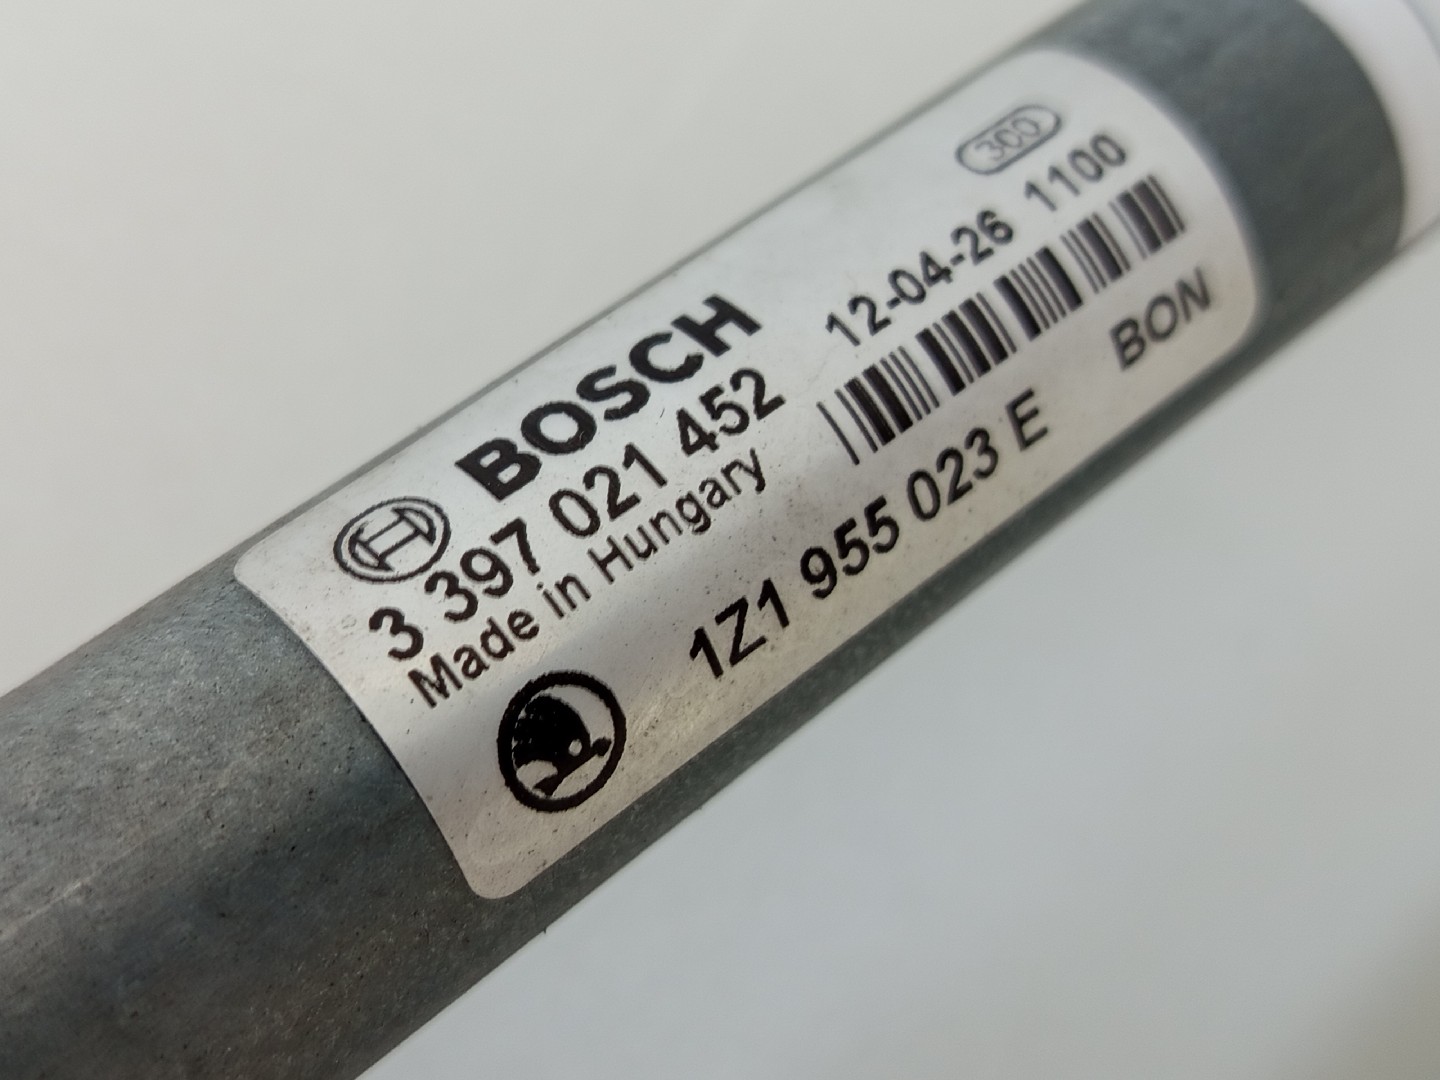 BOSCH
3 397 021 452
Made in Hungary
300
12-04-26 1100
BON
1Z1 955 023 E